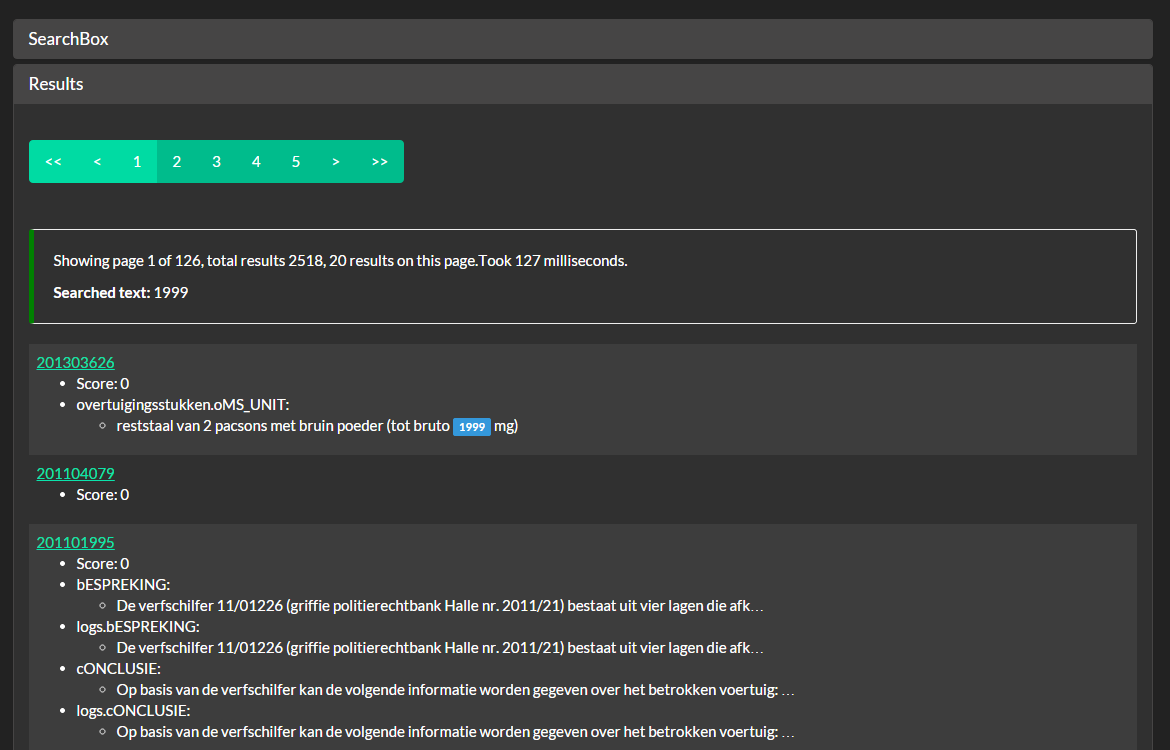 SearchBox
Results
<< < 1 2 3 4 5 > >>
Showing page 1 of 126, total results 2518, 20 results on this page.Took 127 milliseconds.
Searched text: 1999
201303626
Score: 0
overtuigingsstukken.oMS_UNIT:
reststaal van 2 pacsons met bruin poeder (tot bruto 1999 mg)
201104079
Score: 0
201101995
Score: 0
bESPREKING:
De verfschilfer 11/01226 (griffie politierechtbank Halle nr. 2011/21) bestaat uit vier lagen die afk…
logs.bESPREKING:
De verfschilfer 11/01226 (griffie politierechtbank Halle nr. 2011/21) bestaat uit vier lagen die afk…
cONCLUSIE:
Op basis van de verfschilfer kan de volgende informatie worden gegeven over het betrokken voertuig: …
logs.cONCLUSIE:
Op basis van de verfschilfer kan de volgende informatie worden gegeven over het betrokken voertuig: …